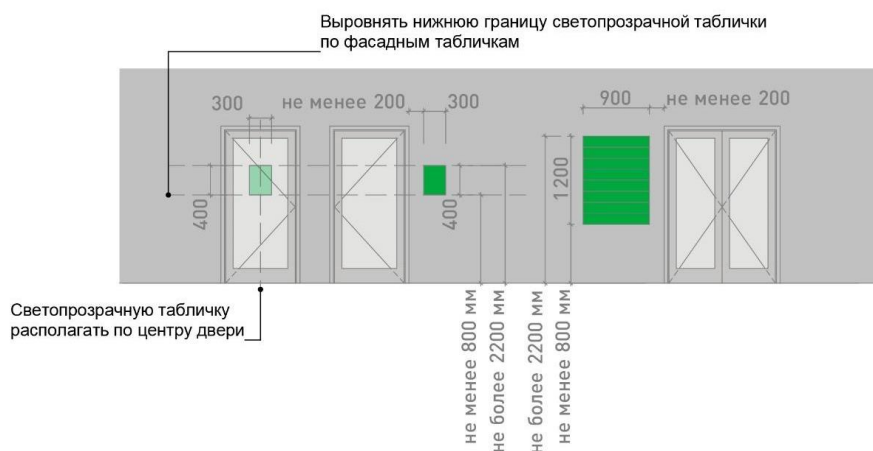 Выровнять нижнюю границу светопрозрачной таблички
по фасадным табличкам
300
не менее 200
300
900
не менее 200
400
400
1200
Светопрозрачную табличку
располагать по центру двери
не менее 800 мм
не более 2200 мм
не более 2200 мм
не менее 800 мм